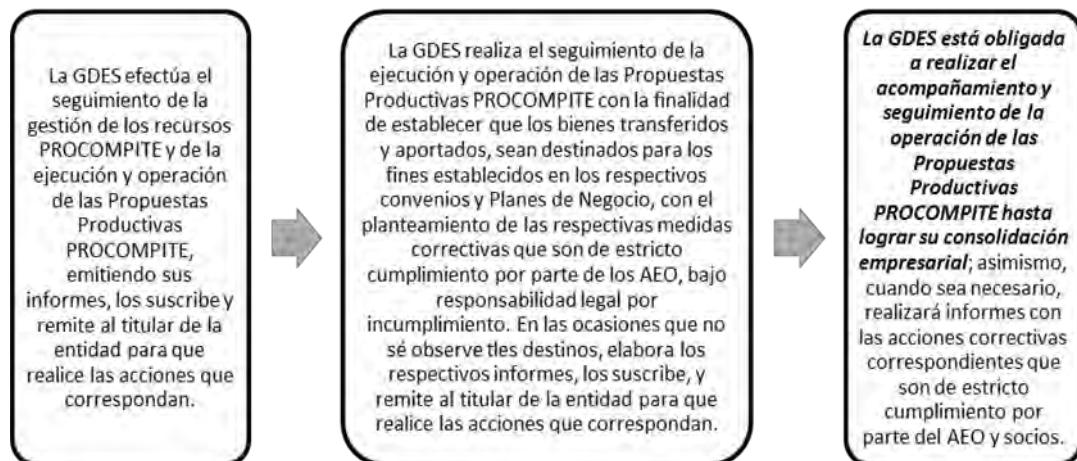 La GDES efectúa el
seguimiento de la
gestión de los recursos
PROCOMPITE y de la
ejecución y operación
de las Propuestas
Productivas
PROCOMPITE,
emitiendo sus
informes, los suscribe y
remite al titular de la
entidad para que
realice las acciones que
correspondan.
La GDES realiza el seguimiento de la
ejecución y operación de las Propuestas
Productivas PROCOMPITE con la finalidad
de establecer que los bienes transferidos
y aportados, sean destinados para los
fines establecidos en los respectivos
convenios y Planes de Negocio, con el
planteamiento de las respectivas medidas
correctivas que son de estricto
cumplimiento por parte de los AEO, bajo
responsabilidad legal por
incumplimiento. En las ocasiones que no
sé observe tles destinos, elabora los
respectivos informes, los suscribe, y
remite al titular de la entidad para que
realice las acciones que correspondan.
La GDES está obligada
a realizar el
acompañamiento y
seguimiento de la
operación de las
Propuestas
Productivas
PROCOMPITE hasta
lograr su consolidación
empresarial; asimismo,
cuando sea necesario,
realizará informes con
las acciones correctivas
correspondientes que
son de estricto
cumplimiento por
parte del AEO y socios.